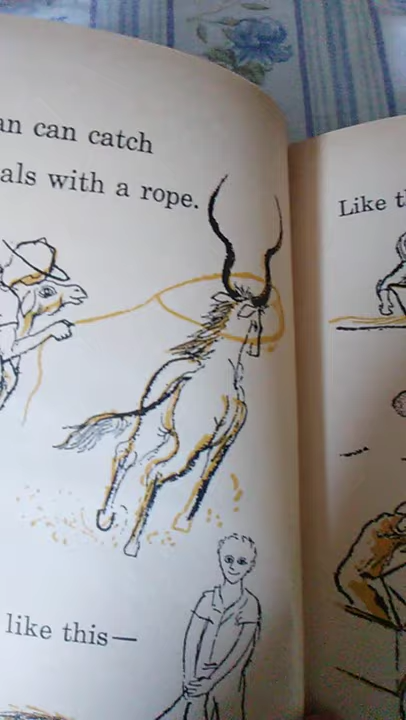 an can catch
als with a rope.
like this—
Like t